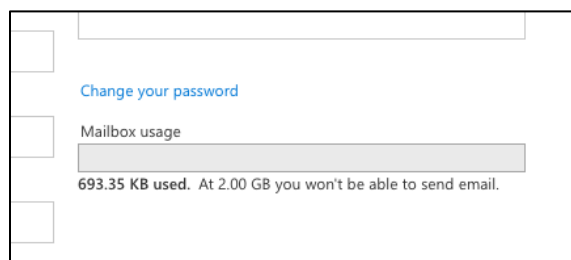 Change your password
Mailbox usage
693.35 KB used. At 2.00 GB you won't be able to send email.